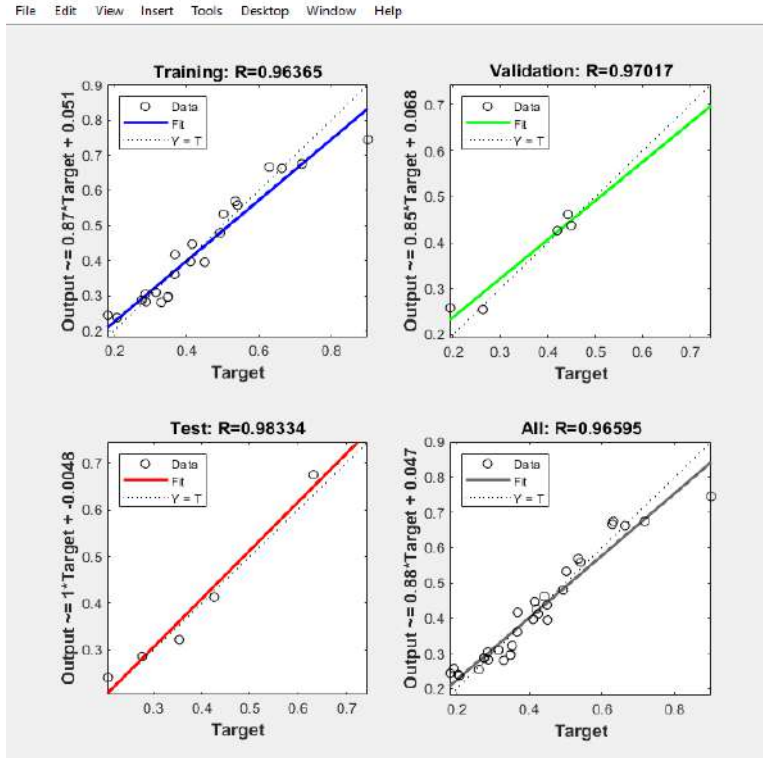 File Edit View Insert Tools Desktop Window Help
Training: R=0.96365
Output ~= 0.87*Target + 0.051
0.9
0.8
0.7
0.6
0.5
0.4
0.3
0.2
Data
Fit
Y = T
0.2 0.4 0.6 0.8
Target
Validation: R=0.97017
Output ~= 0.85*Target + 0.068
0.7
0.6
0.5
0.4
0.3
0.2
Data
Fit
Y = T
0.2 0.3 0.4 0.5 0.6 0.7
Target
Test: R=0.98334
Output ~= 1*Target + -0.0048
0.7
0.6
0.5
0.4
0.3
Data
Fit
Y = T
0.3 0.4 0.5 0.6 0.7
Target
All: R=0.96595
Output ~= 0.88*Target + 0.047
0.9
0.8
0.7
0.6
0.5
0.4
0.3
0.2
Data
Fit
Y = T
0.2 0.4 0.6 0.8
Target